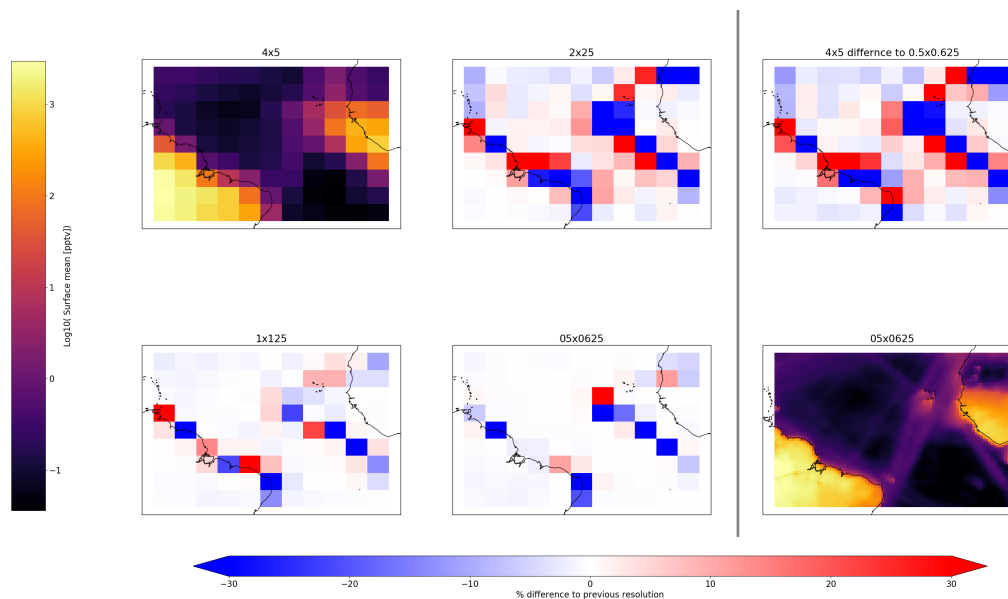 4x5
2x25
4x5 differnce to 0.5x0.625
3
2
1
0
−1
Log10( Surface mean [pptv])
1x125
05x0625
05x0625
−30
−20
−10
0
10
20
30
% difference to previous resolution